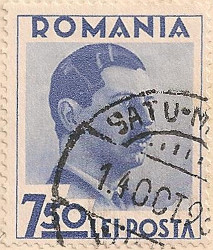 ROMANIA
SATU-M
14 OCT.
7.50 LEI-POSTA